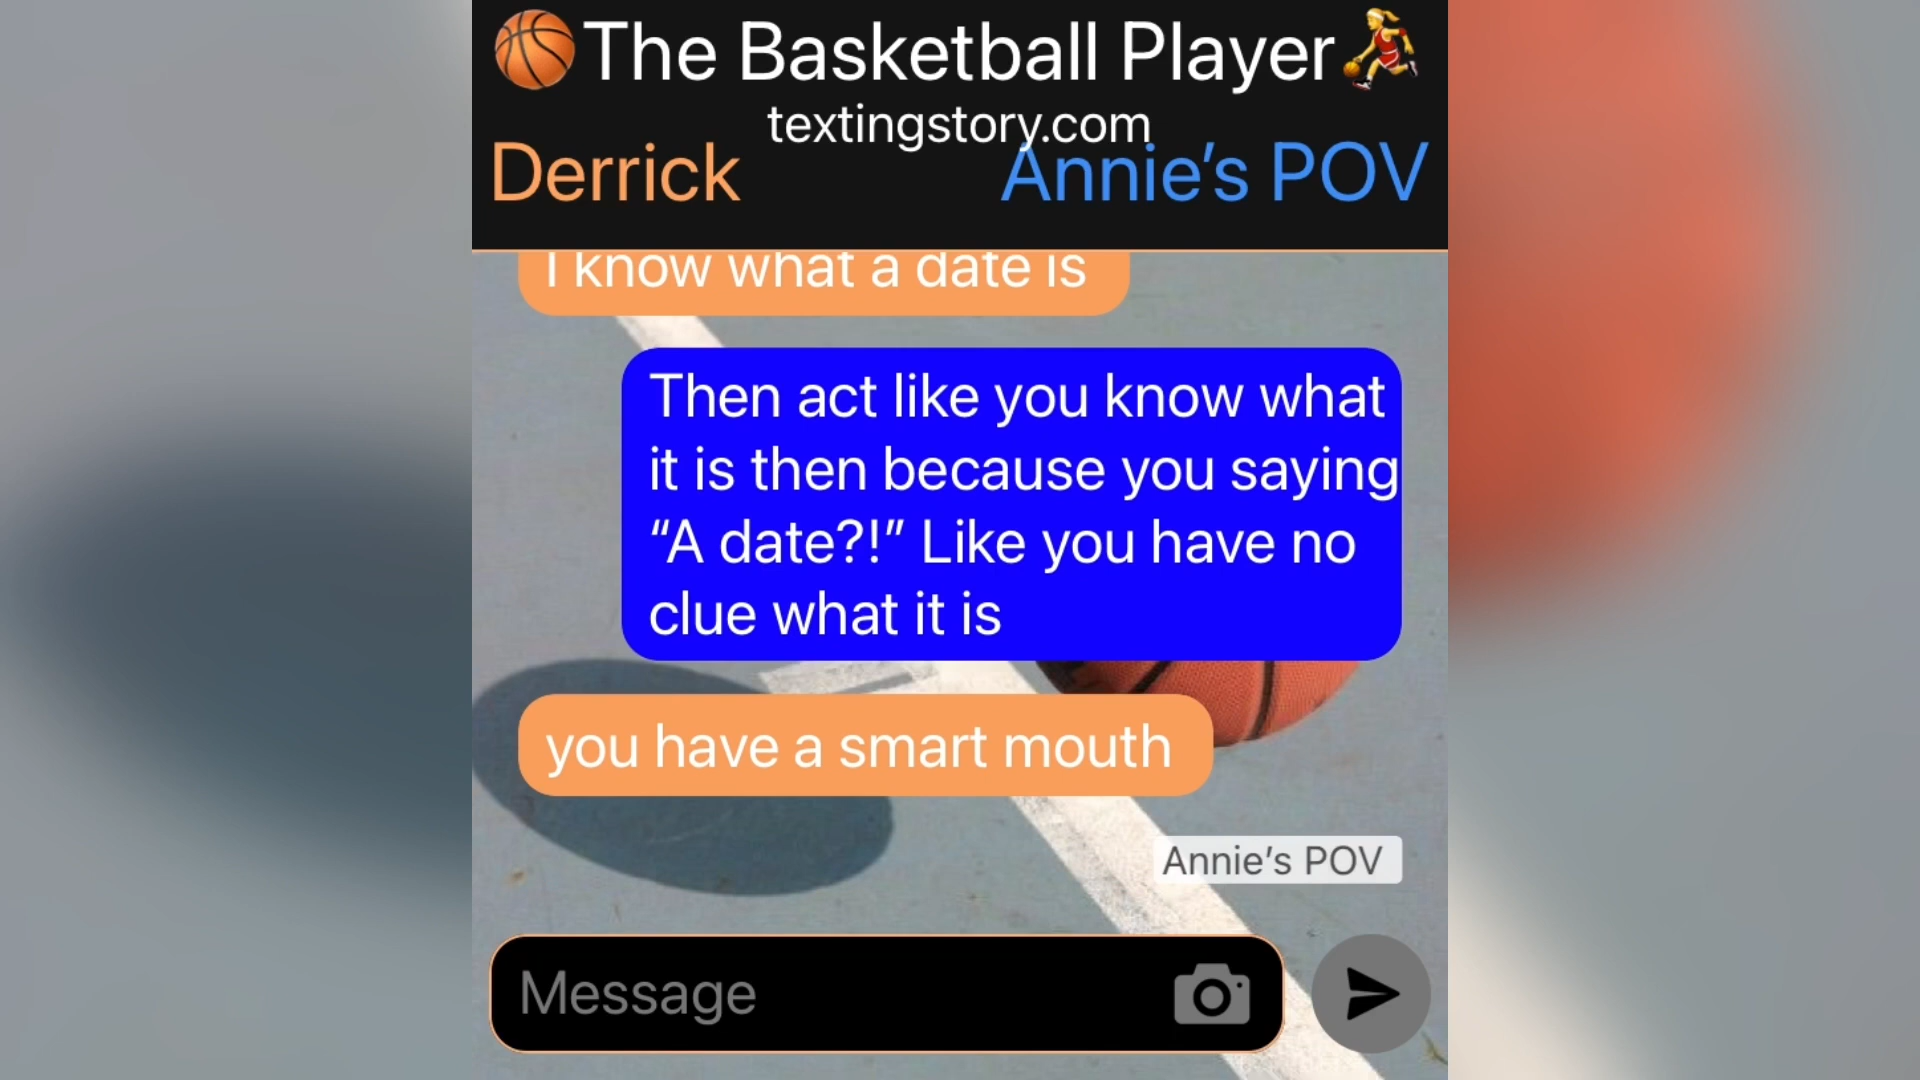 The Basketball Player
textingstory.com
Derrick
Annie’s POV
I know what a date is
Then act like you know what
it is then because you saying
“A date?!” Like you have no
clue what it is
you have a smart mouth
Annie’s POV
Message